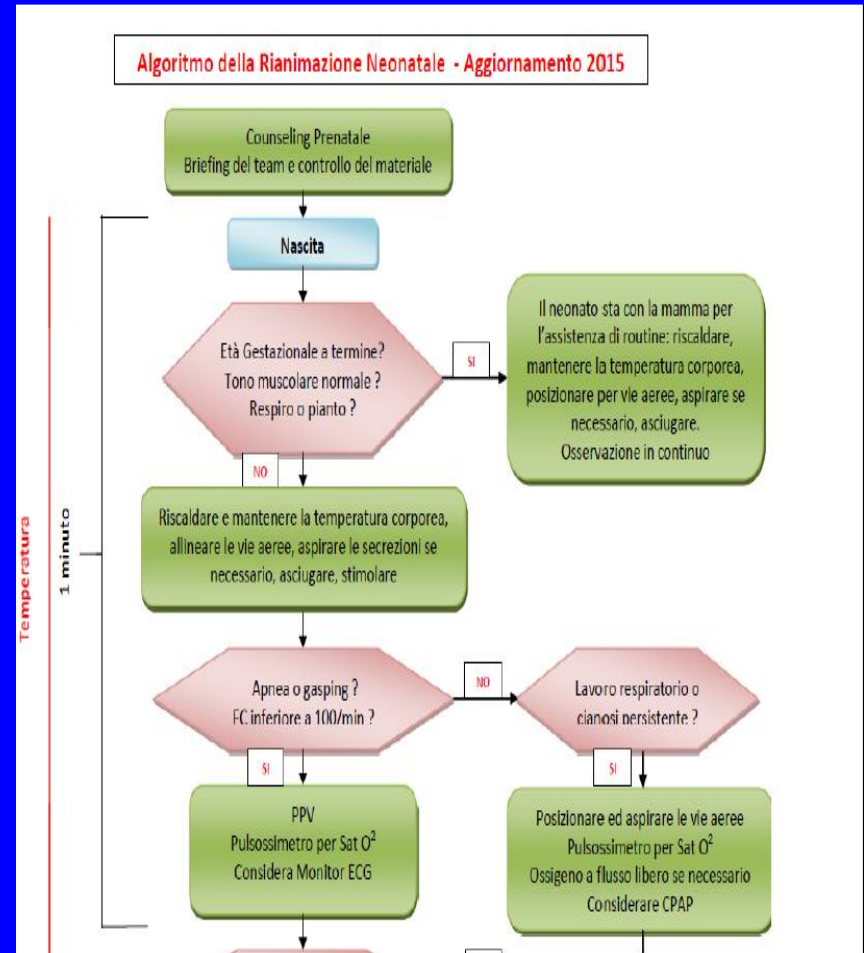 Algoritmo della Rianimazione Neonatale - Aggiornamento 2015
Counseling Prenatale
Briefing del team e controllo del materiale
Nascita
Età Gestazionale a termine?
Tono muscolare normale ?
Respiro o pianto ?
SI
Il neonato sta con la mamma per
l'assistenza di routine: riscaldare,
mantenere la temperatura corporea,
posizionare per vie aeree, aspirare se
necessario, asciugare.
Osservazione in continuo
NO
Riscaldare e mantenere la temperatura corporea,
allineare le vie aeree, aspirare le secrezioni se
necessario, asciugare, stimolare
Temperatura
1 minuto
Apnea o gasping ?
FC inferiore a 100/min ?
NO
Lavoro respiratorio o
cianosi persistente ?
SI
PPV
Pulsossimetro per Sat O²
Considera Monitor ECG
SI
Posizionare ed aspirare le vie aeree
Pulsossimetro per Sat O²
Ossigeno a flusso libero se necessario
Considerare CPAP